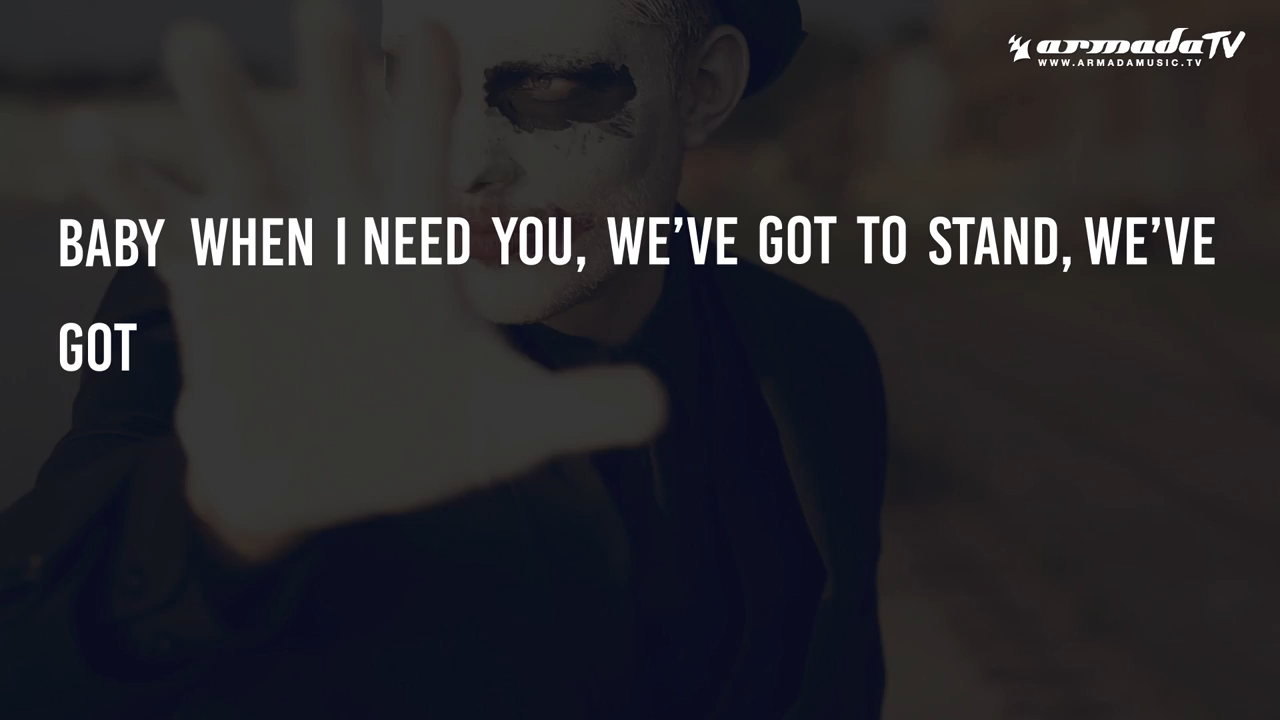 armadaTV
WWW.ARMADAMUSIC.TV
BABY WHEN I NEED YOU, WE’VE GOT TO STAND, WE’VE
GOT